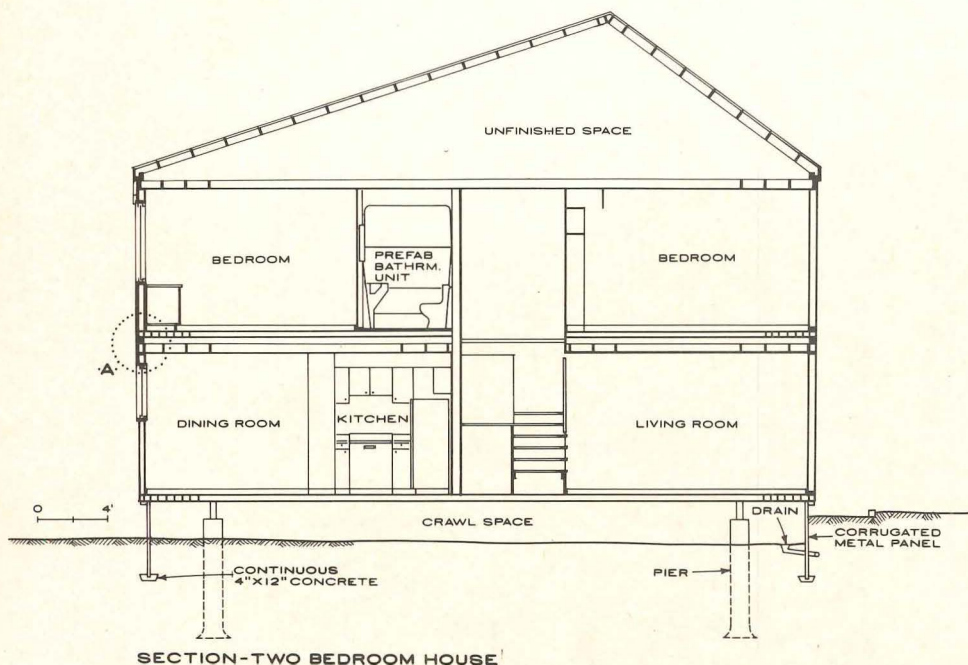 UNFINISHED SPACE
BEDROOM
PREFAB
BATHRM.
UNIT
BEDROOM
A
DINING ROOM
KITCHEN
LIVING ROOM
0 4'
CRAWL SPACE
DRAIN
CORRUGATED
METAL PANEL
CONTINUOUS
4"X12" CONCRETE
PIER
SECTION-TWO BEDROOM HOUSE